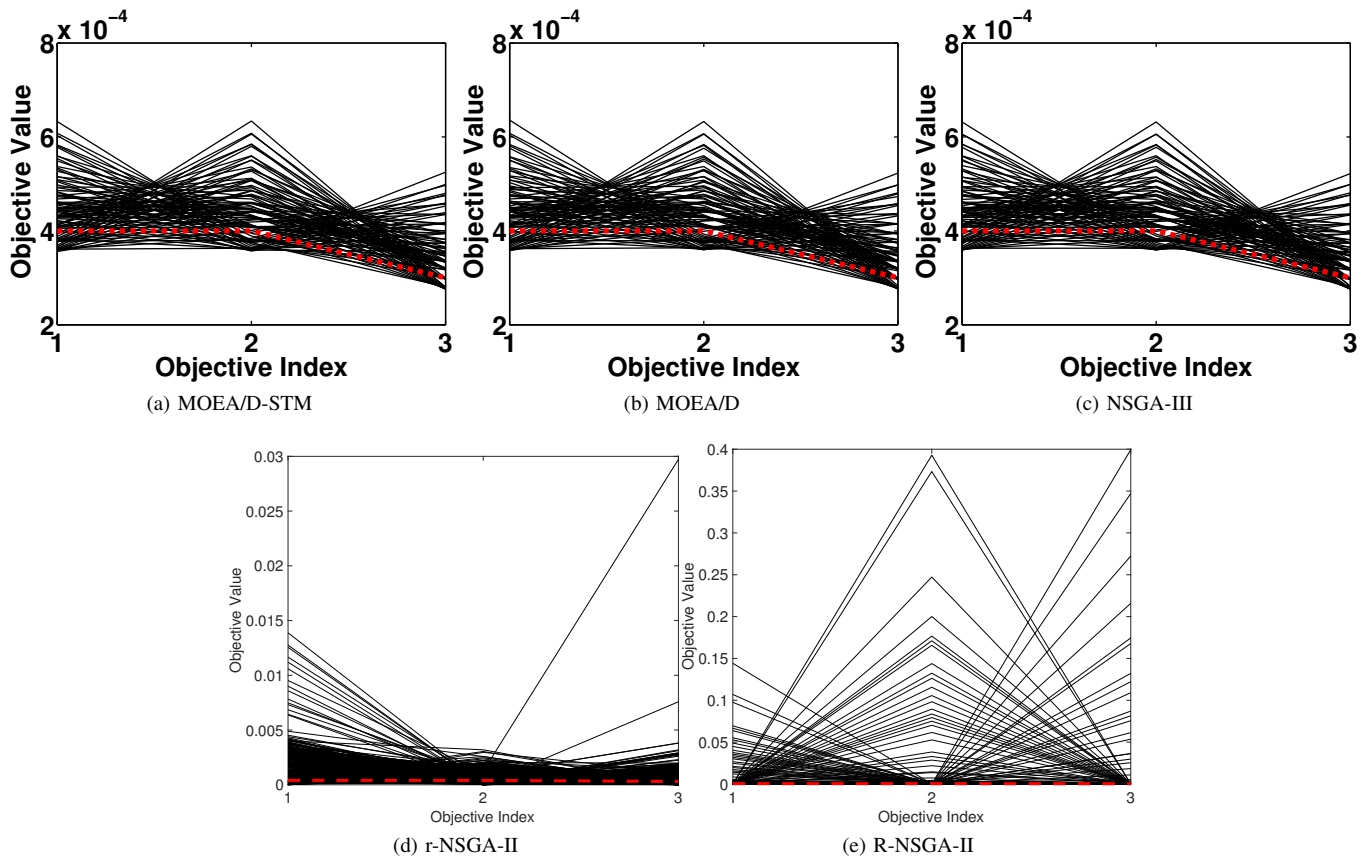 x 10⁻⁴
8
6
4
2
1 2 3
Objective Value
Objective Index
(a) MOEA/D-STM
x 10⁻⁴
8
6
4
2
1 2 3
Objective Value
Objective Index
(b) MOEA/D
x 10⁻⁴
8
6
4
2
1 2 3
Objective Value
Objective Index
(c) NSGA-III
0.03
0.025
0.02
0.015
0.01
0.005
0
1 2 3
Objective Value
Objective Index
(d) r-NSGA-II
0.4
0.35
0.3
0.25
0.2
0.15
0.1
0.05
0
1 2 3
Objective Value
Objective Index
(e) R-NSGA-II